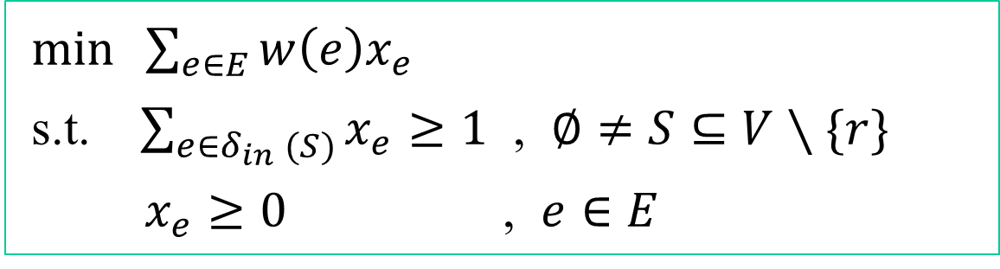 min ∑_{e∈E} w(e)x_e
s.t. ∑_{e∈δ_{in}(S)} x_e ≥ 1 , ∅ ≠ S ⊆ V \ {r}
x_e ≥ 0 , e ∈ E